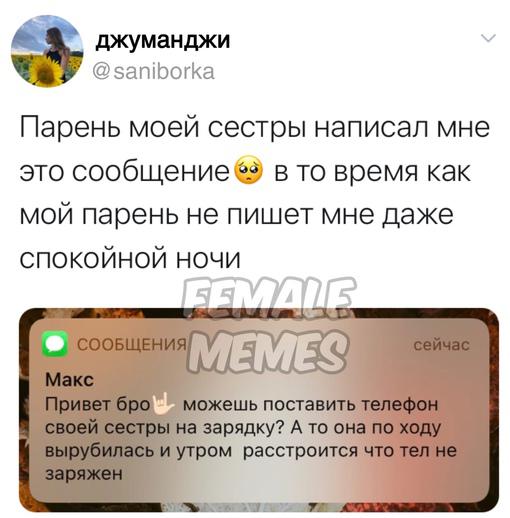 джуманджи
@saniborka
Парень моей сестры написал мне
это сообщение🥺 в то время как
мой парень не пишет мне даже
спокойной ночи
FEMALE
MEMES
СООБЩЕНИЯ
сейчас
Макс
Привет бро🤘🏻 можешь поставить телефон
своей сестры на зарядку? А то она по ходу
вырубилась и утром расстроится что тел не
заряжен